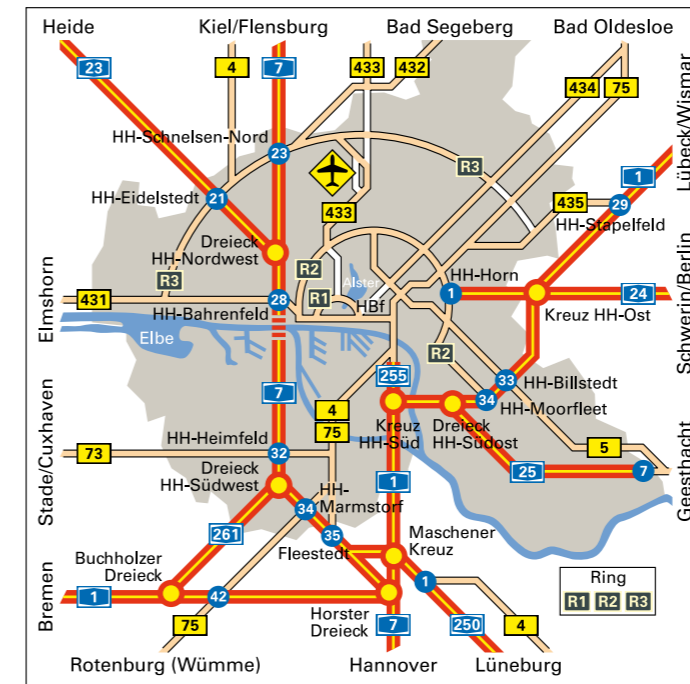 Heide
Kiel/Flensburg
Bad Segeberg
Bad Oldesloe
23
4
7
433
432
434
75
Lübeck/Wismar
HH-Schnelsen-Nord
23
R3
1
HH-Eidelstedt
21
433
435
29
HH-Stapelfeld
Dreieck
HH-Nordwest
R3
R2
R1
Alster
HBf
HH-Horn
1
24
Kreuz HH-Ost
Schwerin/Berlin
Elmshorn
431
28
HH-Bahrenfeld
Elbe
R2
255
33
HH-Billstedt
34
HH-Moorfleet
7
4
75
Kreuz
HH-Süd
Dreieck
HH-Südost
5
Stade/Cuxhaven
73
HH-Heimfeld
32
Dreieck
HH-Südwest
25
7
Geesthacht
1
HH-
Marmstorf
34
261
35
Fleestedt
Maschener
Kreuz
Buchholzer
Dreieck
Bremen
1
42
1
Horster
Dreieck
75
7
250
4
Ring
R1 R2 R3
Rotenburg (Wümme)
Hannover
Lüneburg